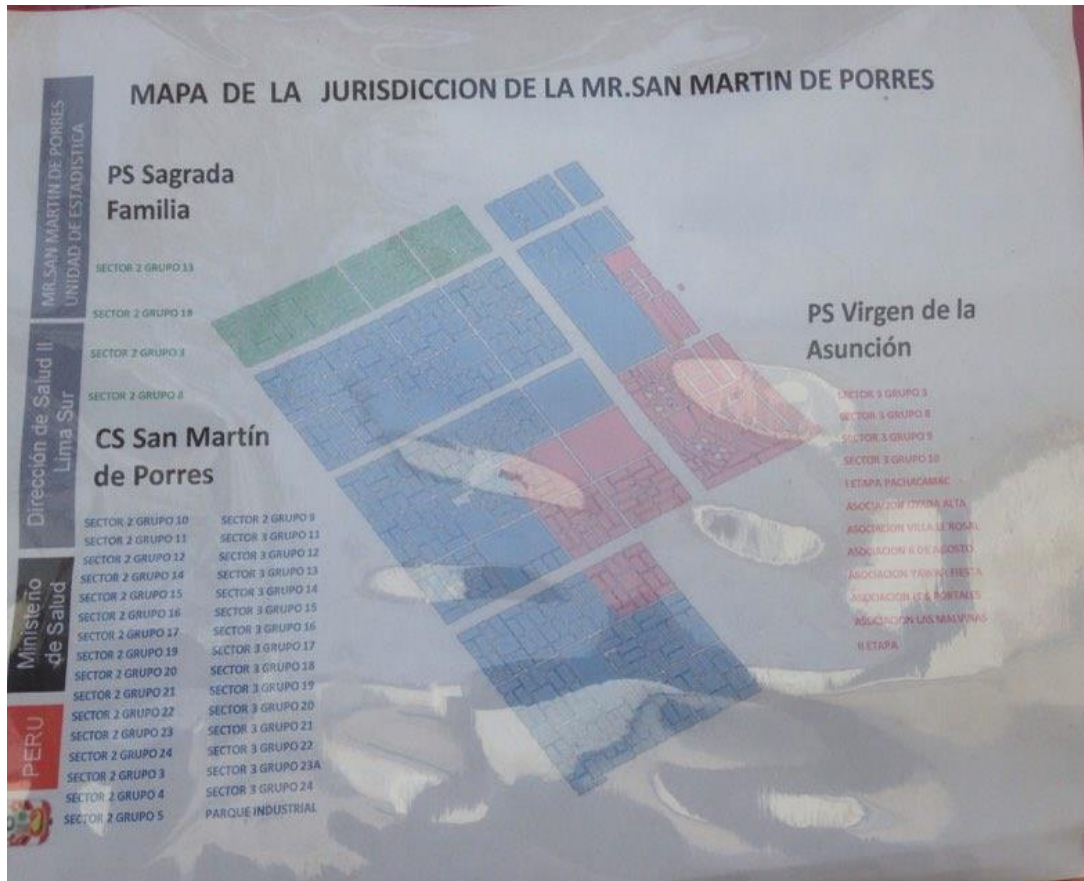 MAPA DE LA JURISDICCION DE LA MR.SAN MARTIN DE PORRES
MR.SAN MARTIN DE PORRES
UNIDAD DE ESTADISTICA
Dirección de Salud II
Lima Sur
Ministerio
de Salud
PERU
PS Sagrada
Familia
SECTOR 2 GRUPO 13
SECTOR 2 GRUPO 18
SECTOR 2 GRUPO 3
SECTOR 2 GRUPO 8
CS San Martín
de Porres
SECTOR 2 GRUPO 10
SECTOR 2 GRUPO 11
SECTOR 2 GRUPO 12
SECTOR 2 GRUPO 14
SECTOR 2 GRUPO 15
SECTOR 2 GRUPO 16
SECTOR 2 GRUPO 17
SECTOR 2 GRUPO 19
SECTOR 2 GRUPO 20
SECTOR 2 GRUPO 21
SECTOR 2 GRUPO 22
SECTOR 2 GRUPO 23
SECTOR 2 GRUPO 24
SECTOR 2 GRUPO 3
SECTOR 2 GRUPO 4
SECTOR 2 GRUPO 5
SECTOR 2 GRUPO 9
SECTOR 3 GRUPO 11
SECTOR 3 GRUPO 12
SECTOR 3 GRUPO 13
SECTOR 3 GRUPO 14
SECTOR 3 GRUPO 15
SECTOR 3 GRUPO 16
SECTOR 3 GRUPO 17
SECTOR 3 GRUPO 18
SECTOR 3 GRUPO 19
SECTOR 3 GRUPO 20
SECTOR 3 GRUPO 21
SECTOR 3 GRUPO 22
SECTOR 3 GRUPO 23A
SECTOR 3 GRUPO 24
PARQUE INDUSTRIAL
PS Virgen de la
Asunción
SECTOR 3 GRUPO
SECTOR 3 GRUPO 8
SECTOR 3 GRUPO 9
SECTOR 3 GRUPO 10
I ETAPA PACHACAMAC
ASOCIACION OYADA ALTA
ASOCIACION VILLA EL ROSAL
ASOCIACION 6 DE AGOSTO
ASOCIACION YAWAR FIESTA
ASOCIACION PORTALES
ASOCIACION LAS MALVINAS
II ETAPA